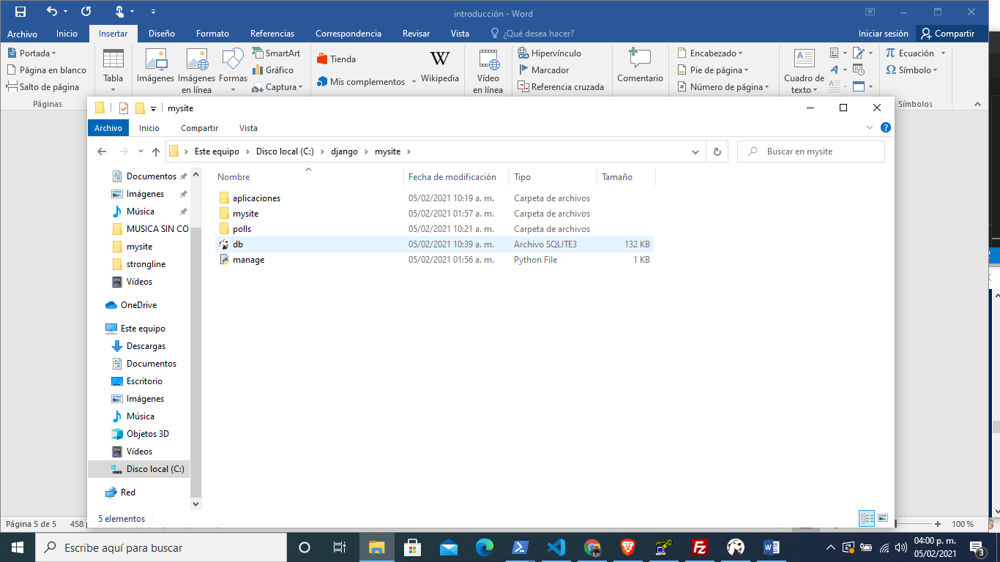 introducción - Word
Archivo Inicio Insertar Diseño Formato Referencias Correspondencia Revisar Vista ¿Qué desea hacer? Iniciar sesión Compartir
Portada
Página en blanco
Salto de página
Páginas
Tabla
Imágenes
Imágenes en línea
Formas
SmartArt
Gráfico
Captura
Tienda
Mis complementos
W
Wikipedia
Vídeo en línea
Hipervínculo
Marcador
Referencia cruzada
Comentario
Encabezado
Pie de página
Número de página
Cuadro de texto
Ecuación
Símbolo
Símbolos
mysite
Archivo Inicio Compartir Vista
Este equipo Disco local (C:) django mysite
Buscar en mysite
Documentos
Imágenes
Música
MUSICA SIN CO
mysite
strongline
Vídeos
OneDrive
Este equipo
Descargas
Documentos
Escritorio
Imágenes
Música
Objetos 3D
Vídeos
Disco local (C:)
Red
Nombre Fecha de modificación Tipo Tamaño
aplicaciones 05/02/2021 10:19 a. m. Carpeta de archivos
mysite 05/02/2021 01:57 p. m. Carpeta de archivos
polls 05/02/2021 10:21 a. m. Carpeta de archivos
db 05/02/2021 10:39 a. m. Archivo SQLITE3 132 KB
manage 05/02/2021 01:56 a. m. Python File 1 KB
5 elementos
Página 5 de 5 458 100 %
Escribe aquí para buscar
04:00 p. m.
05/02/2021
3